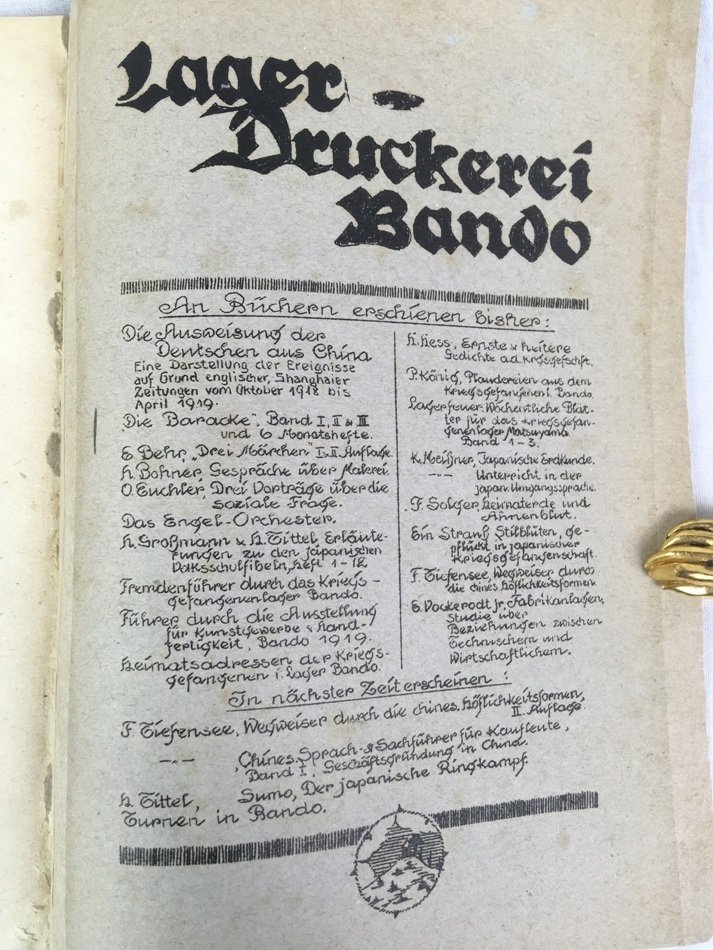 Lager-
Druckerei
Bando
An Büchern erschienen bisher:
Die Ausweisung der
Deutschen aus China
Eine Darstellung der Ereignisse
auf Grund englischer, Shanghaier
Zeitungen vom Oktober 1918 bis
April 1919.
Die Baracke", Band I, II & III
und 6 Monatshefte.
E. Behr, „Drei Märchen I. & II. Auflage.
H. Bohner, Gespräche über Malerei.
O. Euchler, Drei Vorträge über die
soziale Frage.
Das Engel-Orchester.
H. Großmann & H. Tittel, Erläute-
rungen zu den japanischen
Volksschulfibeln, Heft 1-12
Fremdenführer durch das Kriegs-
gefangenenlager Bando.
Führer durch die Ausstellung
für Kunstgewerbe & Hand-
fertigkeit, Bando 1919.
Heimatsadressen der Kriegs-
gefangenen i. Lager Bando.
H. Hess, Ernste & heitere
Gedichte a.d.
P. König, Plaudereien aus dem
Bando
Lagerfeuer, Wöchentliche Blät-
ter für das Kriegsgefan-
genenlager Matsuyama.
Band 1-3.
K. Meißner, Japanische Erdkunde.
-"- Unterricht in der
japan. Umgangssprache.
F. Solger, Heimaterde und
Ahnenblut.
Ein Strauß Stilblüten, ge-
pflückt in japanischer
Kriegsgefangenschaft.
F. Tiefensee, Wegweiser durch
die chines. Höflichkeitsformen
E. Vockerodt jr., Fabrikanlagen,
Studie über
Beziehungen zwischen
Technischem und
Wirtschaftlichem.
In nächster Zeit erscheinen:
F. Tiefensee, Wegweiser durch die chines. Höflichkeitsformen,
II. Auflage.
-"- Chines. Sprach- & Sachführer für Kaufleute,
Band I, Geschäftsgründung in China.
H. Tittel, Sumo, Der japanische Ringkampf.
Turnen in Bando.